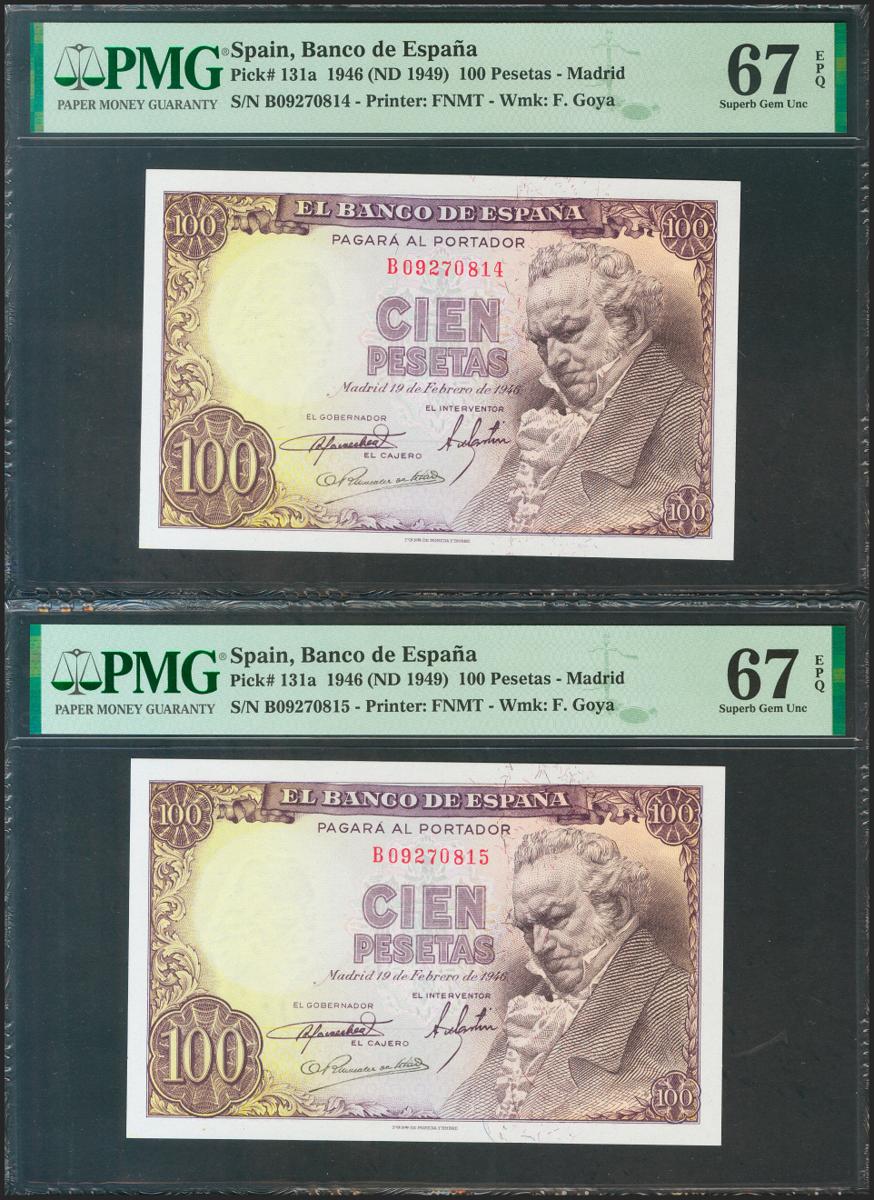 PMG®
PAPER MONEY GUARANTY
Spain, Banco de España
Pick# 131a 1946 (ND 1949) 100 Pesetas - Madrid
S/N B09270814 - Printer: FNMT - Wmk: F. Goya
67
EPQ
Superb Gem Unc
100
EL BANCO DE ESPAÑA
100
PAGARÁ AL PORTADOR
B09270814
CIEN
PESETAS
Madrid 19 de Febrero de 1946
EL GOBERNADOR
EL INTERVENTOR
EL CAJERO
100
100
PMG®
PAPER MONEY GUARANTY
Spain, Banco de España
Pick# 131a 1946 (ND 1949) 100 Pesetas - Madrid
S/N B09270815 - Printer: FNMT - Wmk: F. Goya
67
EPQ
Superb Gem Unc
100
EL BANCO DE ESPAÑA
100
PAGARÁ AL PORTADOR
B09270815
CIEN
PESETAS
Madrid 19 de Febrero de 1946
EL GOBERNADOR
EL INTERVENTOR
EL CAJERO
100
100